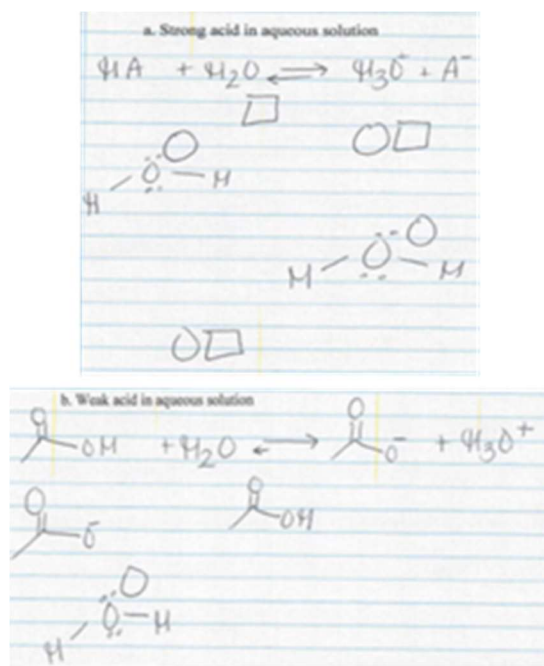 a. Strong acid in aqueous solution
HA + H₂O ⇌ H₃O⁺ + A⁻
O
H H
O
H H
b. Weak acid in aqueous solution
O
OH + H₂O ⇌ O O⁻ + H₃O⁺
O O⁻
O OH
O
H H